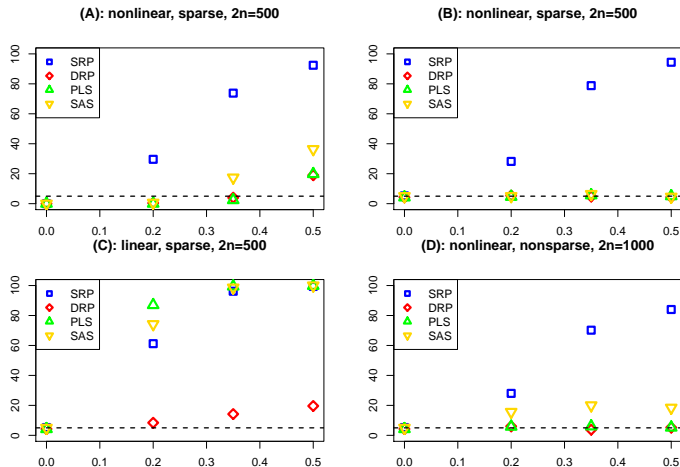 (A): nonlinear, sparse, 2n=500
0 20 40 60 80 100
SRP
DRP
PLS
SAS
0.0 0.1 0.2 0.3 0.4 0.5
(B): nonlinear, sparse, 2n=500
0 20 40 60 80 100
SRP
DRP
PLS
SAS
0.0 0.1 0.2 0.3 0.4 0.5
(C): linear, sparse, 2n=500
0 20 40 60 80 100
SRP
DRP
PLS
SAS
0.0 0.1 0.2 0.3 0.4 0.5
(D): nonlinear, nonsparse, 2n=1000
0 20 40 60 80 100
SRP
DRP
PLS
SAS
0.0 0.1 0.2 0.3 0.4 0.5